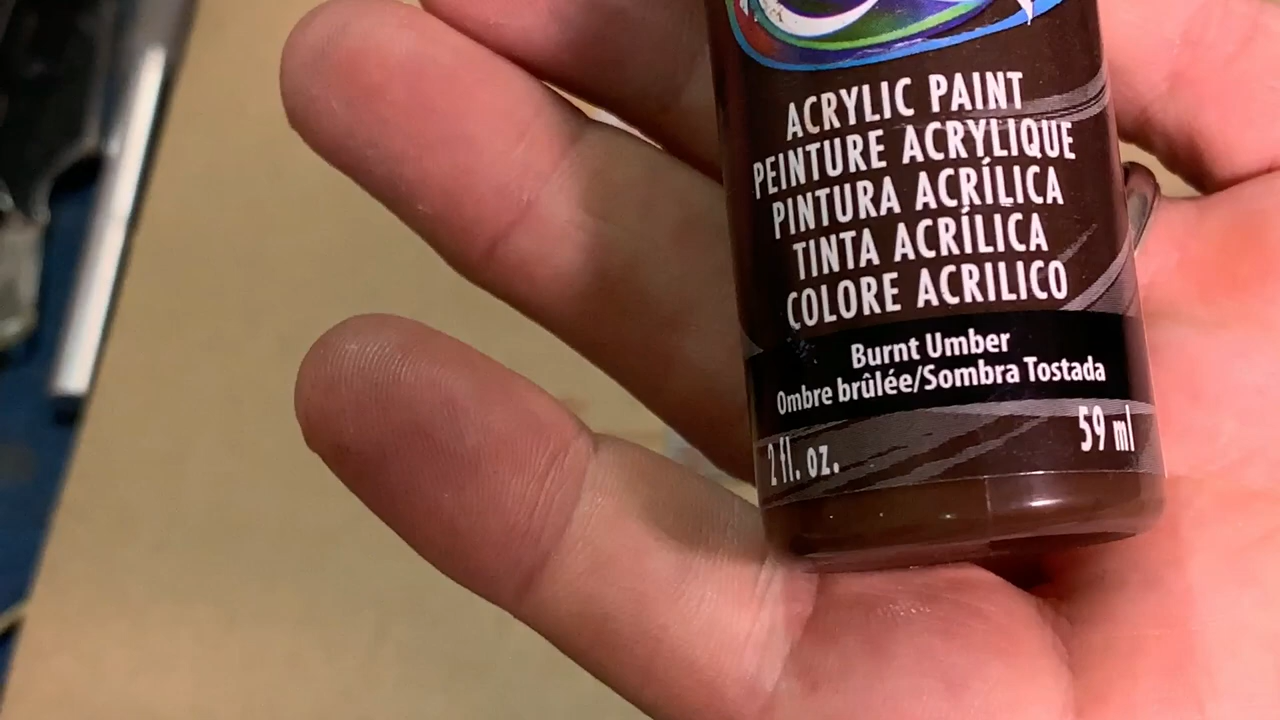 ACRYLIC PAINT
PEINTURE ACRYLIQUE
PINTURA ACRÍLICA
TINTA ACRÍLICA
COLORE ACRILICO
Burnt Umber
Ombre brûlée/Sombra Tostada
2 fl. oz. 59 ml